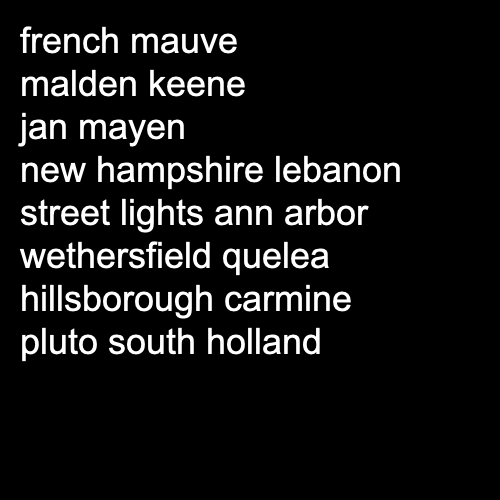 french mauve
malden keene
jan mayen
new hampshire lebanon
street lights ann arbor
wethersfield quelea
hillsborough carmine
pluto south holland